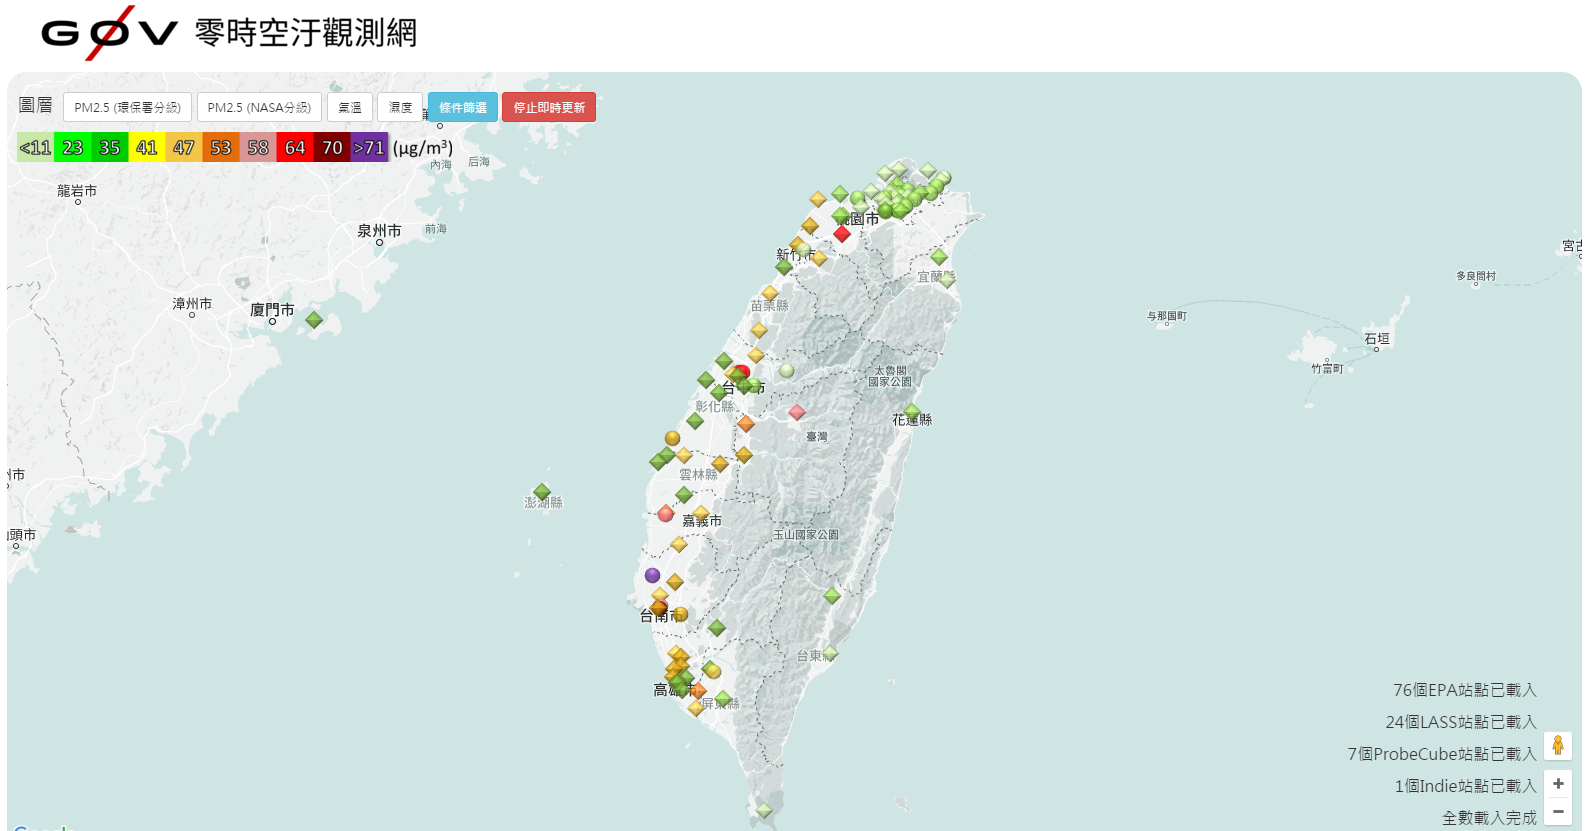 GØV 零時空汙觀測網
圖層 PM2.5 (環保署分級) PM2.5 (NASA分級) 氣溫 濕度 條件篩選 停止即時更新
<11 23 35 41 47 53 58 64 70 >71 (µg/m³)
內海 后海
龍岩市
泉州市 前海
桃園市
新竹市
宜蘭縣
宮古
多良間村
漳州市
廈門市
苗栗縣
与那国町
石垣
竹富町
太魯閣
國家公園
台中市
彰化縣
花蓮縣
臺灣
雲林縣
州市
澎湖縣
嘉義市
玉山國家公園
汕頭市
台南市
台東縣
高雄市
屏東縣
76個EPA站點已載入
24個LASS站點已載入
7個ProbeCube站點已載入
1個Indie站點已載入
全數載入完成